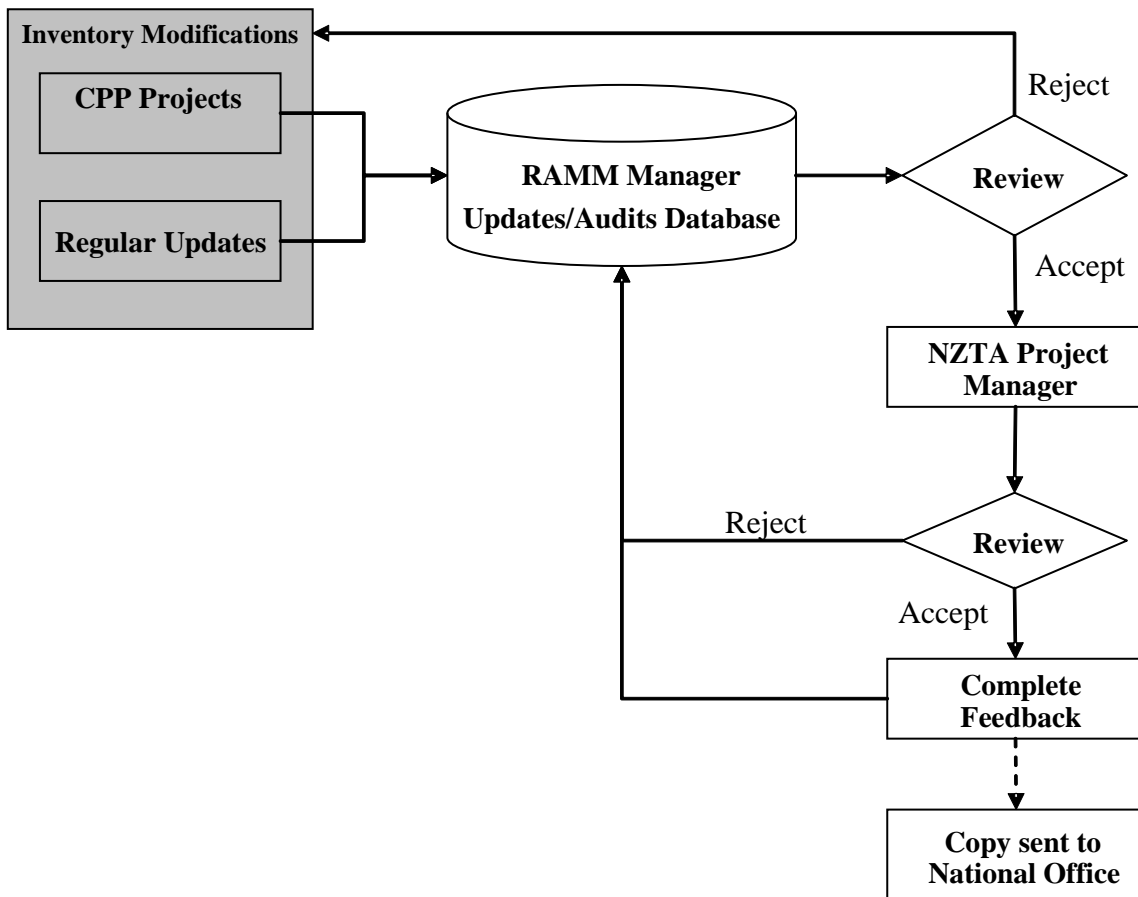 Inventory Modifications
CPP Projects
Regular Updates
RAMM Manager
Updates/Audits Database
Reject
Review
Accept
NZTA Project
Manager
Reject
Review
Accept
Complete
Feedback
Copy sent to
National Office